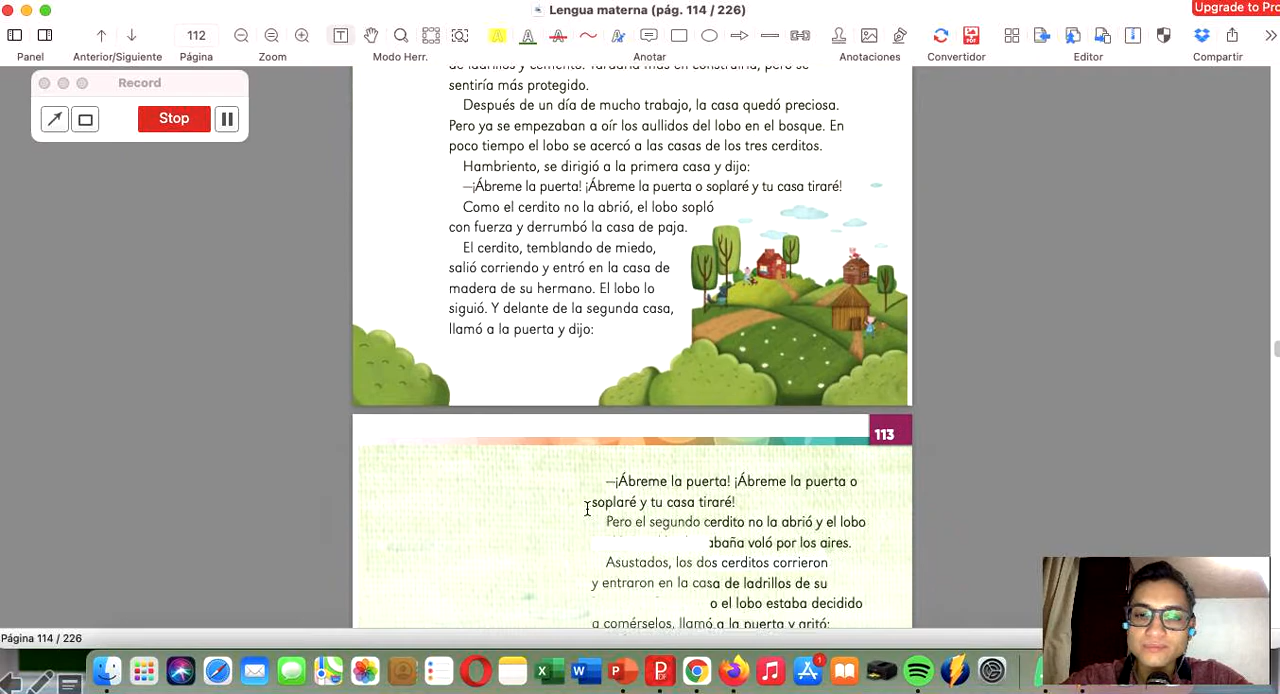 Lengua materna (pág. 114 / 226)
Upgrade to Pro
112
Panel
Anterior/Siguiente
Página
Zoom
Modo Herr.
Anotar
Anotaciones
Convertidor
Editor
Compartir
Record
Stop
de ladrillos y cemento. Tardaría más en construirla, pero se
sentiría más protegido.
Después de un día de mucho trabajo, la casa quedó preciosa.
Pero ya se empezaban a oír los aullidos del lobo en el bosque. En
poco tiempo el lobo se acercó a las casas de los tres cerditos.
Hambriento, se dirigió a la primera casa y dijo:
—¡Ábreme la puerta! ¡Ábreme la puerta o soplaré y tu casa tiraré!
Como el cerdito no la abrió, el lobo sopló
con fuerza y derrumbó la casa de paja.
El cerdito, temblando de miedo,
salió corriendo y entró en la casa de
madera de su hermano. El lobo lo
siguió. Y delante de la segunda casa,
llamó a la puerta y dijo:
113
—¡Ábreme la puerta! ¡Ábreme la puerta o
soplaré y tu casa tiraré!
Pero el segundo cerdito no la abrió y el lobo
abaña voló por los aires.
Asustados, los dos cerditos corrieron
y entraron en la casa de ladrillos de su
o el lobo estaba decidido
a comérselos, llamó a la puerta y gritó:
Página 114 / 226